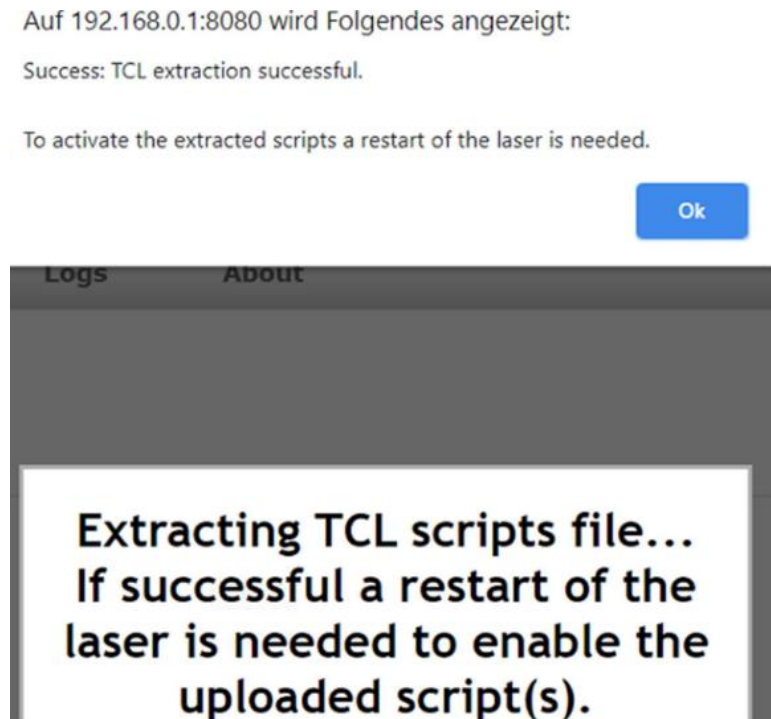 Auf 192.168.0.1:8080 wird Folgendes angezeigt:
Success: TCL extraction successful.
To activate the extracted scripts a restart of the laser is needed.
Ok
Logs About
Extracting TCL scripts file...
If successful a restart of the
laser is needed to enable the
uploaded script(s).